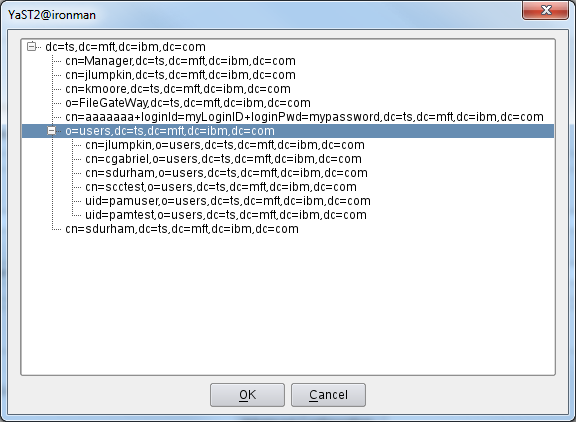 YaST2@ironman
dc=ts,dc=mft,dc=ibm,dc=com
cn=Manager,dc=ts,dc=mft,dc=ibm,dc=com
cn=jlumpkin,dc=ts,dc=mft,dc=ibm,dc=com
cn=kmoore,dc=ts,dc=mft,dc=ibm,dc=com
o=FileGateWay,dc=ts,dc=mft,dc=ibm,dc=com
cn=aaaaaaa+loginId=myLoginID+loginPwd=mypassword,dc=ts,dc=mft,dc=ibm,dc=com
o=users,dc=ts,dc=mft,dc=ibm,dc=com
cn=jlumpkin,o=users,dc=ts,dc=mft,dc=ibm,dc=com
cn=cgabriel,o=users,dc=ts,dc=mft,dc=ibm,dc=com
cn=sdurham,o=users,dc=ts,dc=mft,dc=ibm,dc=com
cn=scctest,o=users,dc=ts,dc=mft,dc=ibm,dc=com
uid=pamuser,o=users,dc=ts,dc=mft,dc=ibm,dc=com
uid=pamtest,o=users,dc=ts,dc=mft,dc=ibm,dc=com
cn=sdurham,dc=ts,dc=mft,dc=ibm,dc=com
OK Cancel